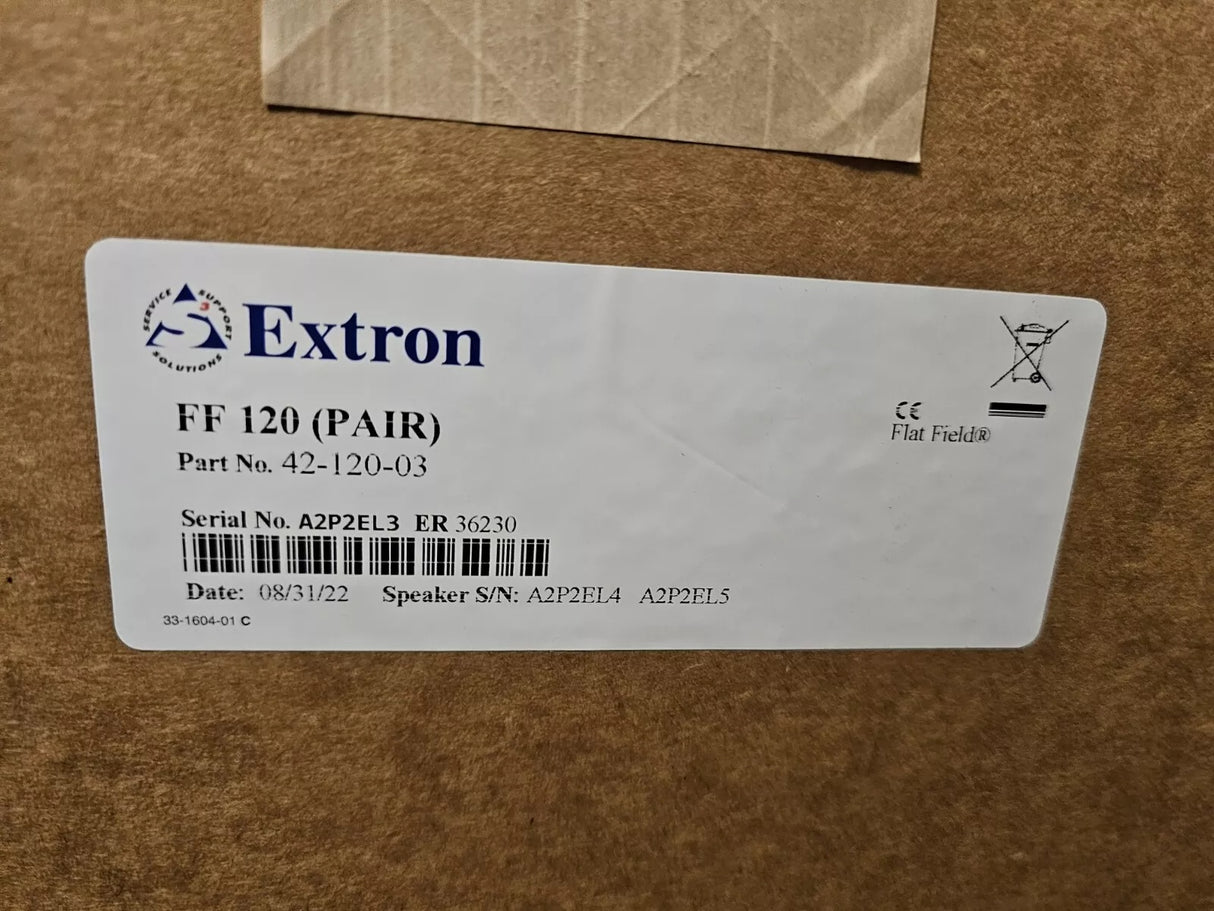 SERVICE SUPPORT SOLUTIONS
S3
Extron
FF 120 (PAIR)
Part No. 42-120-03
CE
Flat Field®
Serial No. A2P2EL3 ER 36230
Date: 08/31/22 Speaker S/N: A2P2EL4 A2P2EL5
33-1604-01 C